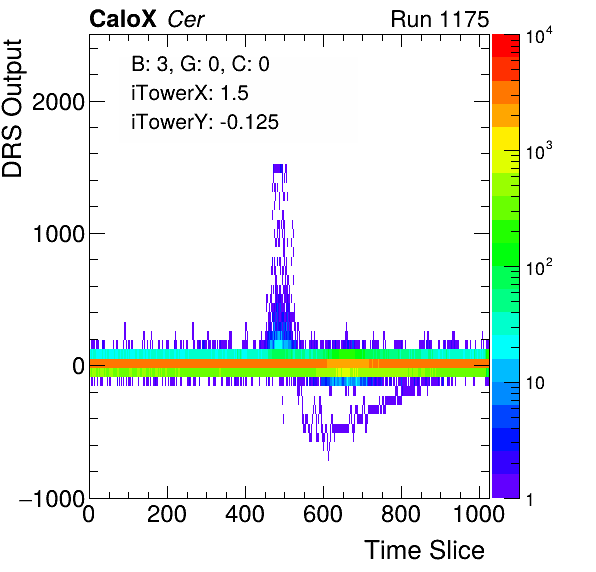 CaloX Cer Run 1175
10^4
DRS Output
B: 3, G: 0, C: 0
iTowerX: 1.5
2000
iTowerY: -0.125
10^3
1000
10^2
0
10
−1000
1
0 200 400 600 800 1000
Time Slice